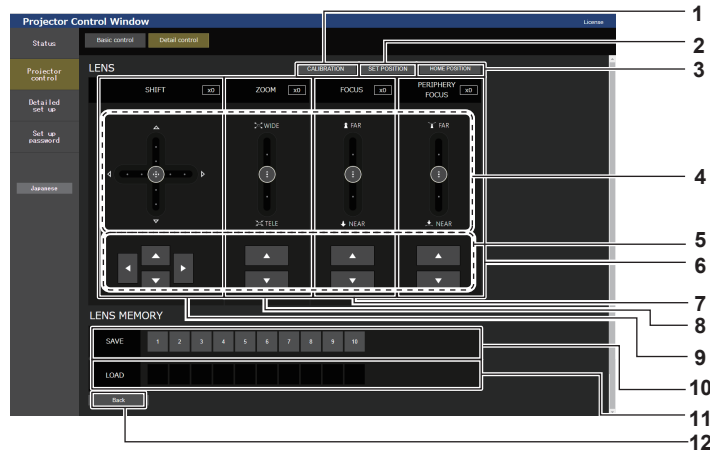 Projector Control Window
License
1
Status
Basic control
Detail control
2
LENS
CALIBRATION
SET POSITION
HOME POSITION
3
Projector
control
SHIFT
x0
ZOOM
x0
FOCUS
x0
PERIPHERY
FOCUS
x0
Detailed
set up
WIDE
FAR
FAR
Set up
password
4
Japanese
TELE
NEAR
NEAR
5
6
7
LENS MEMORY
8
SAVE
1 2 3 4 5 6 7 8 9 10
9
10
LOAD
Back
11
12